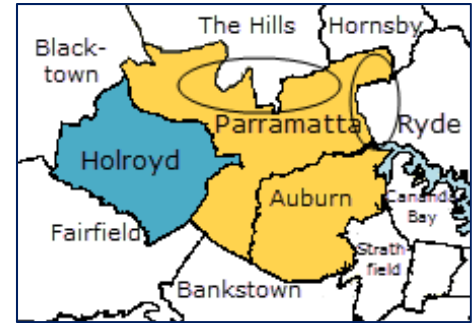 The Hills
Hornsby
Black-
town
Parramatta
Ryde
Holroyd
Auburn
Canada
Bay
Fairfield
Strath-
field
Bankstown